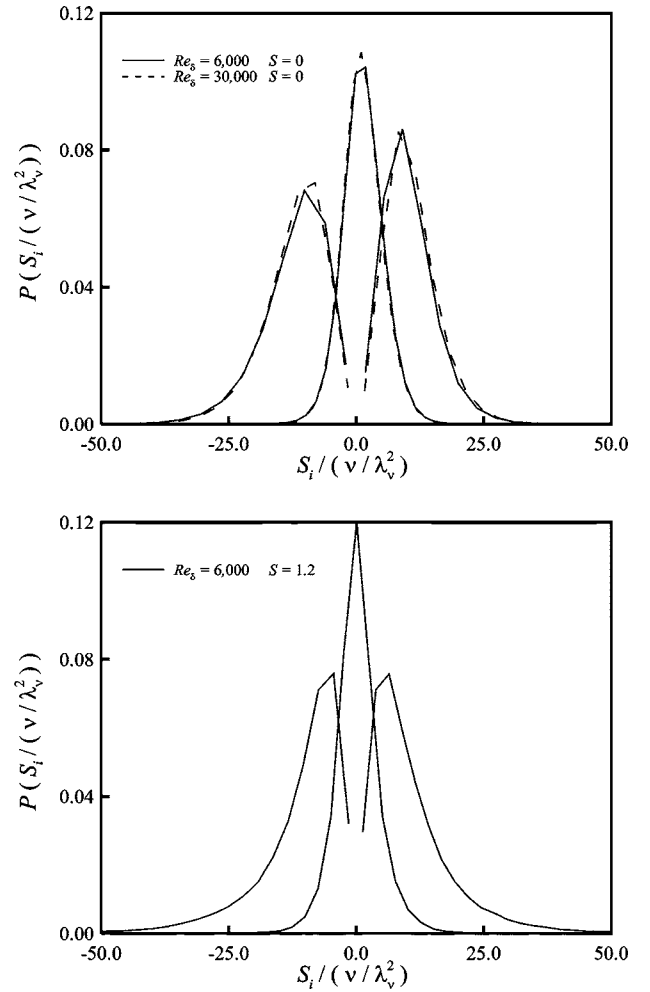 0.12
Re_δ = 6,000 S = 0
Re_δ = 30,000 S = 0
0.08
P ( S_i / ( ν / λ_ν^2 ) )
0.04
0.00
-50.0 -25.0 0.0 25.0 50.0
S_i / ( ν / λ_ν^2 )
0.12
Re_δ = 6,000 S = 1.2
0.08
P ( S_i / ( ν / λ_ν^2 ) )
0.04
0.00
-50.0 -25.0 0.0 25.0 50.0
S_i / ( ν / λ_ν^2 )